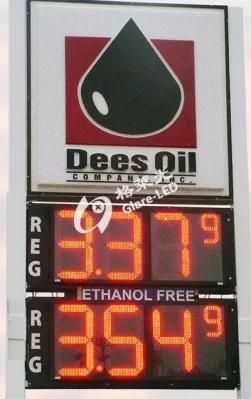 Dees Oil
COMPANY INC.
格莱光
Glare-LED
REG 3.37 9
ETHANOL FREE
REG 3.54 9